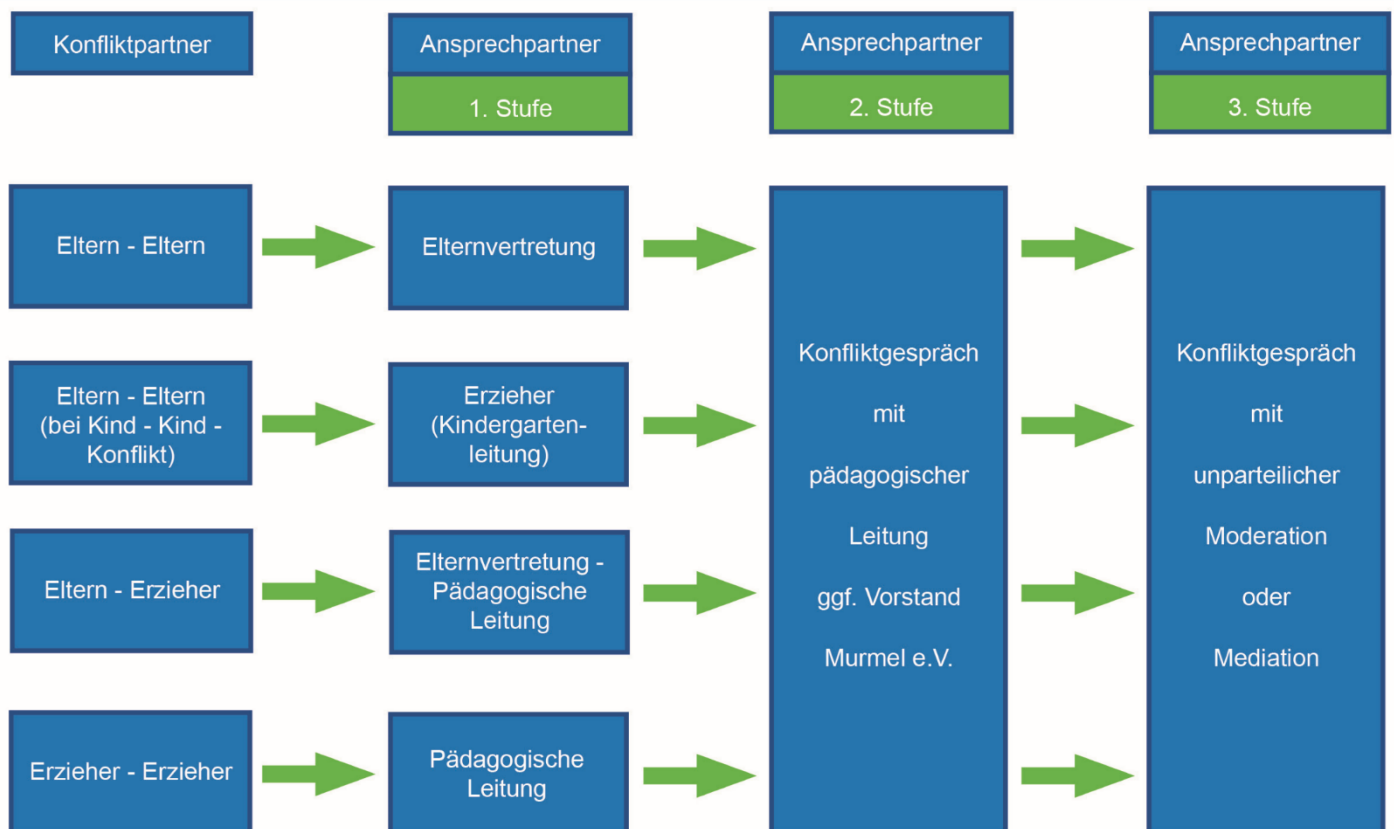 Konfliktpartner
Ansprechpartner
1. Stufe
Ansprechpartner
2. Stufe
Ansprechpartner
3. Stufe
Eltern - Eltern
Elternvertretung
Eltern - Eltern
(bei Kind - Kind -
Konflikt)
Erzieher
(Kindergarten-
leitung)
Eltern - Erzieher
Elternvertretung -
Pädagogische
Leitung
Erzieher - Erzieher
Pädagogische
Leitung
Konfliktgespräch
mit
pädagogischer
Leitung
ggf. Vorstand
Murmel e.V.
Konfliktgespräch
mit
unparteilicher
Moderation
oder
Mediation